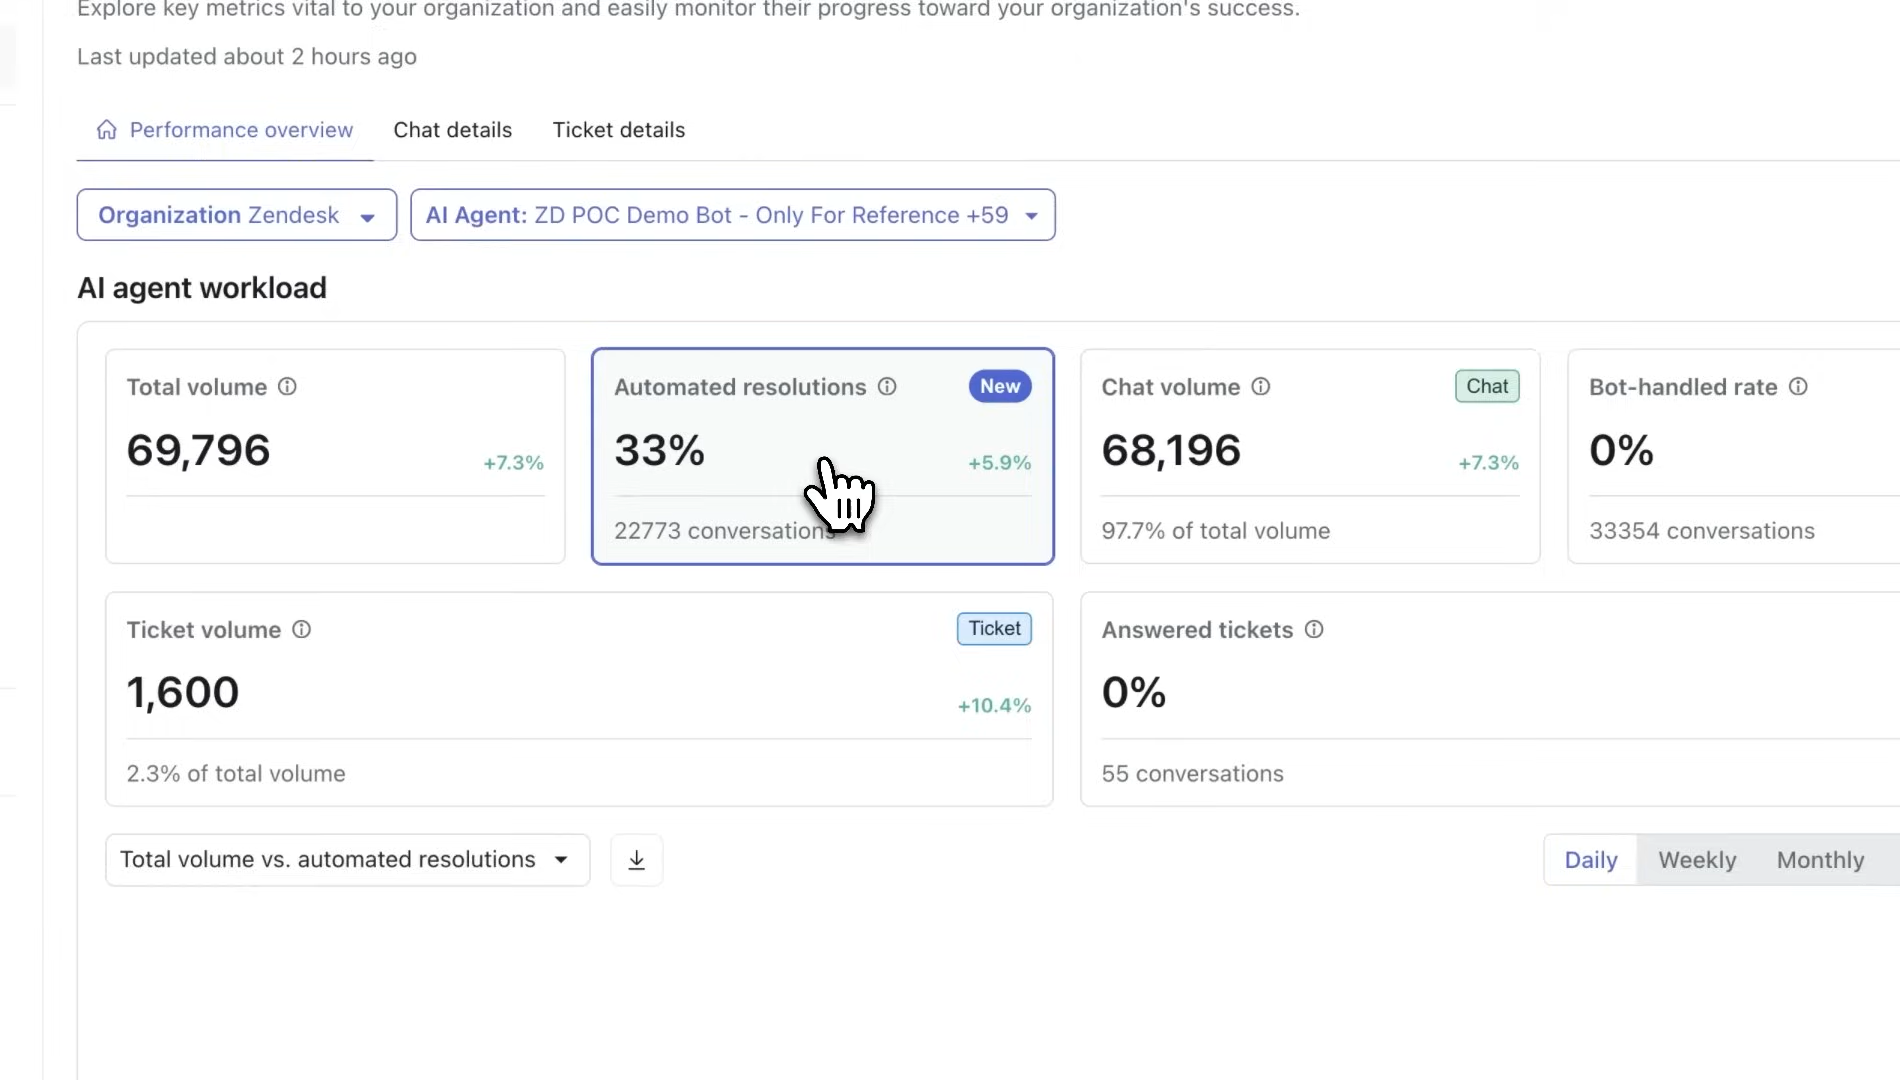 Explore key metrics vital to your organization and easily monitor their progress toward your organization's success.
Last updated about 2 hours ago
Performance overview
Chat details
Ticket details
Organization Zendesk
AI Agent: ZD POC Demo Bot - Only For Reference +59
AI agent workload
Total volume
69,796
+7.3%
Automated resolutions
New
33%
+5.9%
22773 conversations
Chat volume
Chat
68,196
+7.3%
97.7% of total volume
Bot-handled rate
0%
33354 conversations
Ticket volume
Ticket
1,600
+10.4%
2.3% of total volume
Answered tickets
0%
55 conversations
Total volume vs. automated resolutions
Daily
Weekly
Monthly